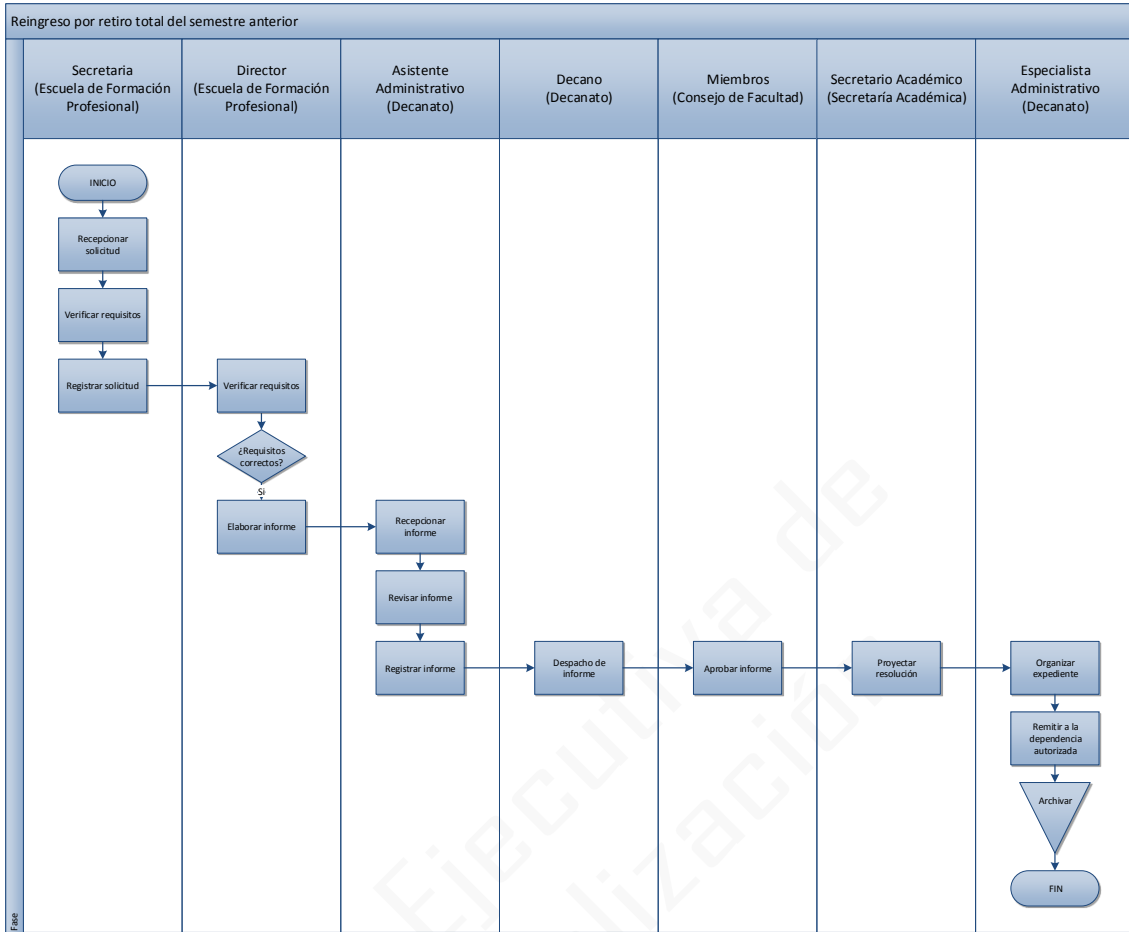 Reingreso por retiro total del semestre anterior
Secretaria
(Escuela de Formación
Profesional)
Director
(Escuela de Formación
Profesional)
Asistente
Administrativo
(Decanato)
Decano
(Decanato)
Miembros
(Consejo de Facultad)
Secretario Académico
(Secretaría Académica)
Especialista
Administrativo
(Decanato)
INICIO
Recepcionar
solicitud
Verificar requisitos
Registrar solicitud
Verificar requisitos
¿Requisitos
correctos?
Si
Elaborar informe
Recepcionar
informe
Revisar informe
Registrar informe
Despacho de
informe
Aprobar informe
Proyectar
resolución
Organizar
expediente
Remitir a la
dependencia
autorizada
Archivar
FIN
Fase
Ejecutiva de